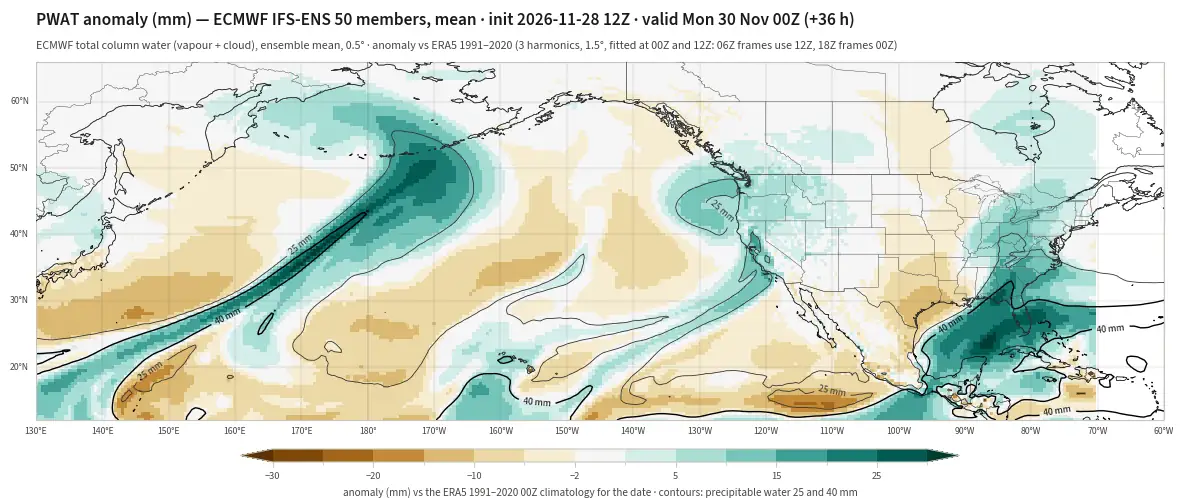 PWAT anomaly (mm) — ECMWF IFS-ENS 50 members, mean · init 2026-11-28 12Z · valid Mon 30 Nov 00Z (+36 h)
ECMWF total column water (vapour + cloud), ensemble mean, 0.5° · anomaly vs ERA5 1991–2020 (3 harmonics, 1.5°, fitted at 00Z and 12Z: 06Z frames use 12Z, 18Z frames 00Z)
60°N
50°N
25 mm
40°N
25 mm
30°N
40 mm
40 mm
40 mm
20°N
25 mm
25 mm
40 mm
40 mm
130°E 140°E 150°E 160°E 170°E 180° 170°W 160°W 150°W 140°W 130°W 120°W 110°W 100°W 90°W 80°W 70°W 60°W
−30 −20 −10 −2 5 15 25
anomaly (mm) vs the ERA5 1991–2020 00Z climatology for the date · contours: precipitable water 25 and 40 mm